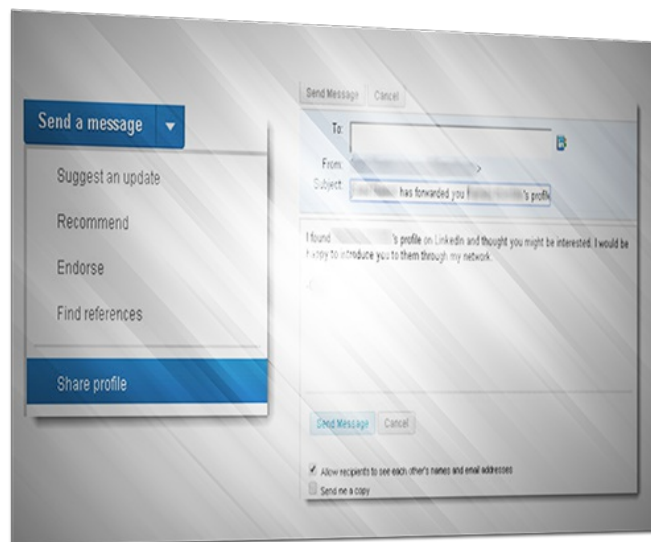 Send a message
Suggest an update
Recommend
Endorse
Find references
Share profile
Send Message Cancel
To:
From:
Subject: has forwarded you 's profile
I found 's profile on LinkedIn and thought you might be interested. I would be
happy to introduce you to them through my network.
Send Message Cancel
Allow recipients to see each other's names and email addresses
Send me a copy